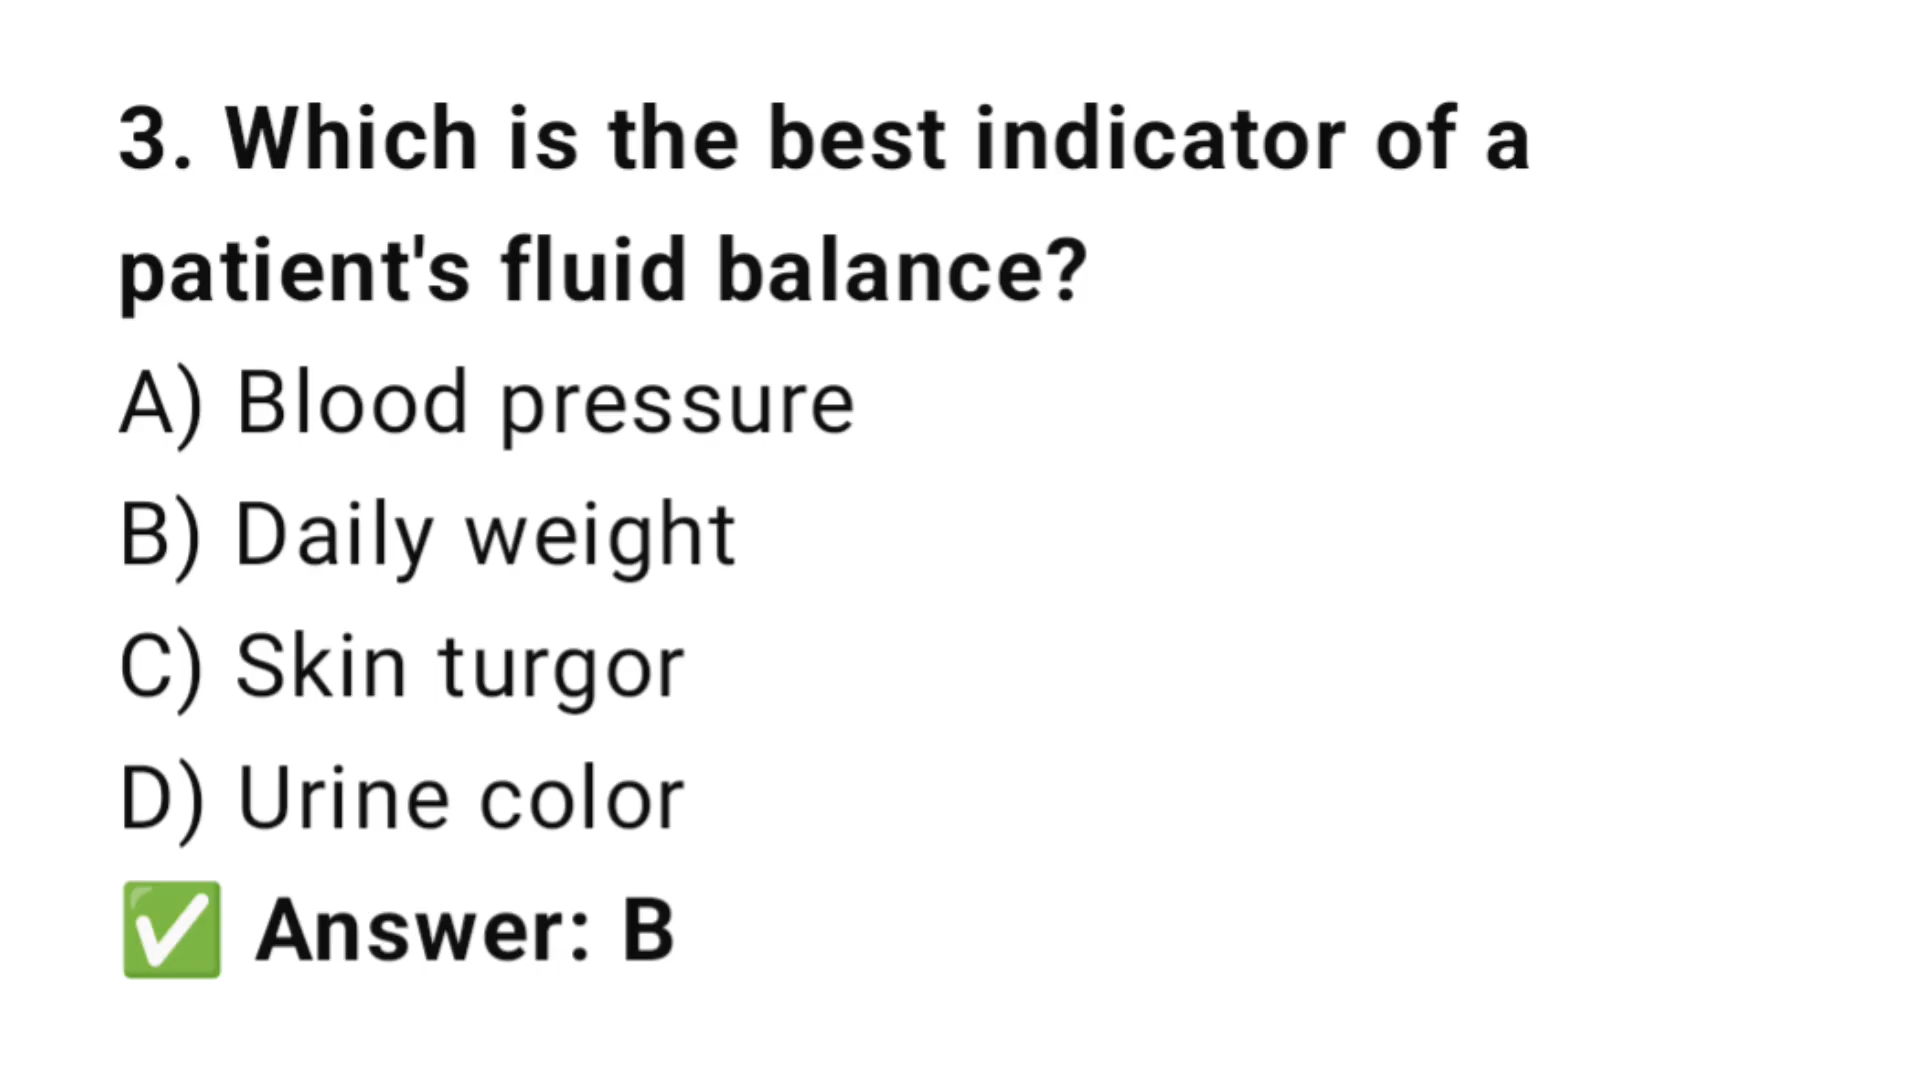 3. Which is the best indicator of a
patient's fluid balance?
A) Blood pressure
B) Daily weight
C) Skin turgor
D) Urine color
✅ Answer: B